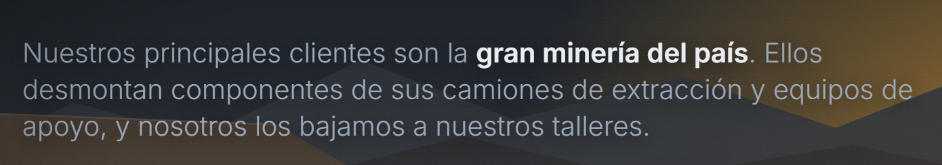 Nuestros principales clientes son la gran minería del país. Ellos
desmontan componentes de sus camiones de extracción y equipos de
apoyo, y nosotros los bajamos a nuestros talleres.